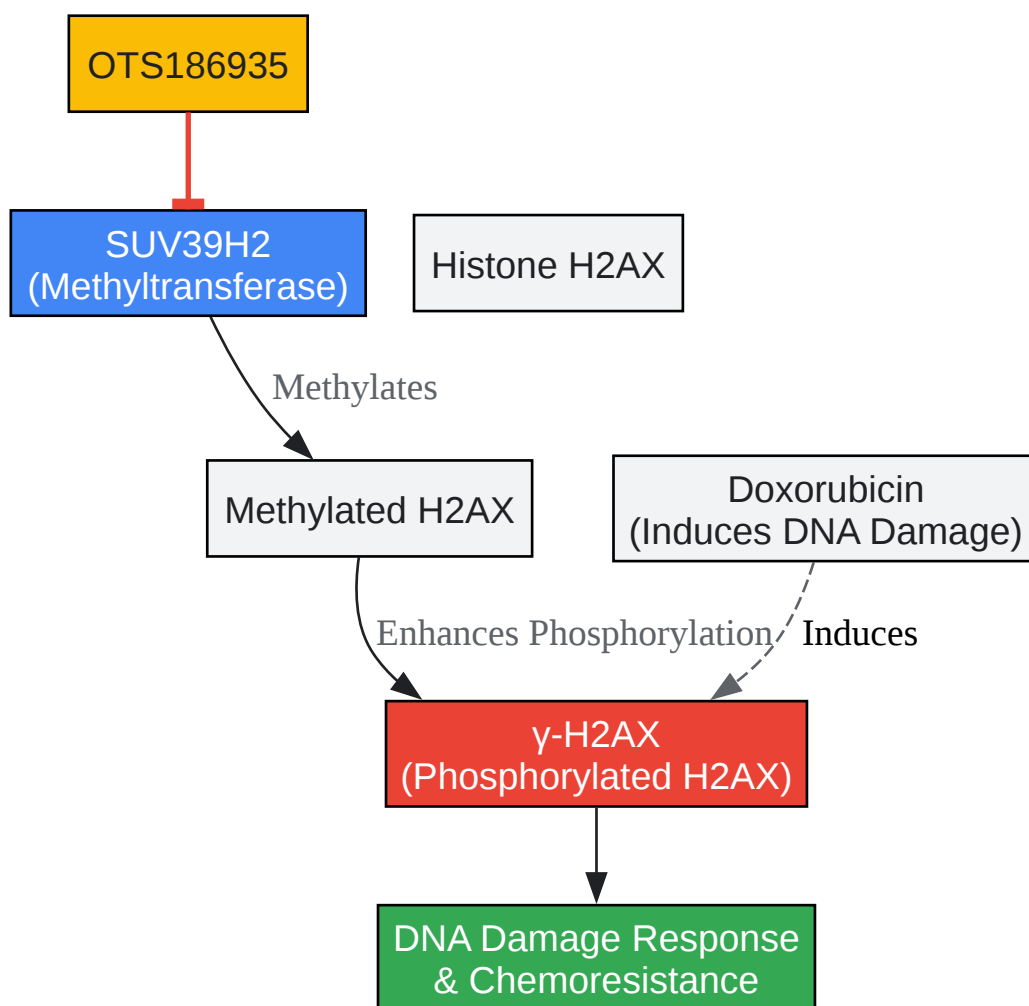 OTS186935
SUV39H2
(Methyltransferase)
Histone H2AX
Methylates
Methylated H2AX
Doxorubicin
(Induces DNA Damage)
Enhances Phosphorylation
Induces
γ-H2AX
(Phosphorylated H2AX)
DNA Damage Response
& Chemoresistance